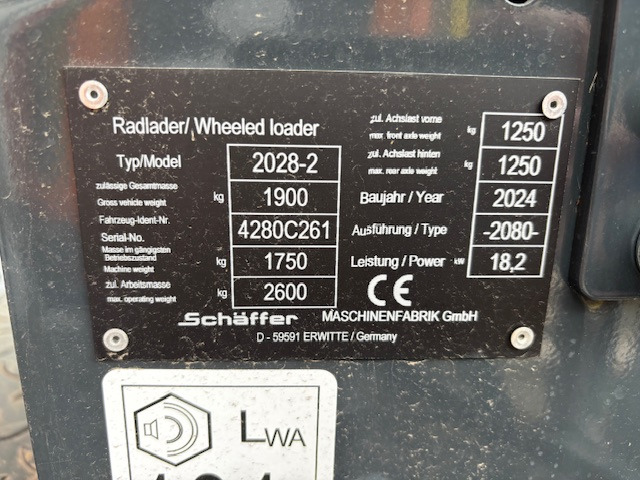 Radlader/ Wheeled loader
Typ/Model 2028-2
zulässige Gesamtmasse
Gross vehicle weight kg 1900
Fahrzeug-Ident-Nr.
Serial-No. 4280C261
Masse im gängigsten
Betriebszustand
Machine weight kg 1750
zul. Arbeitsmasse
max. operating weight kg 2600
zul. Achslast vorne
max. front axle weight kg 1250
zul. Achslast hinten
max. rear axle weight kg 1250
Baujahr / Year 2024
Ausführung / Type -2080-
Leistung / Power kW 18,2
CE
Schäffer MASCHINENFABRIK GmbH
D - 59591 ERWITTE / Germany
LWA